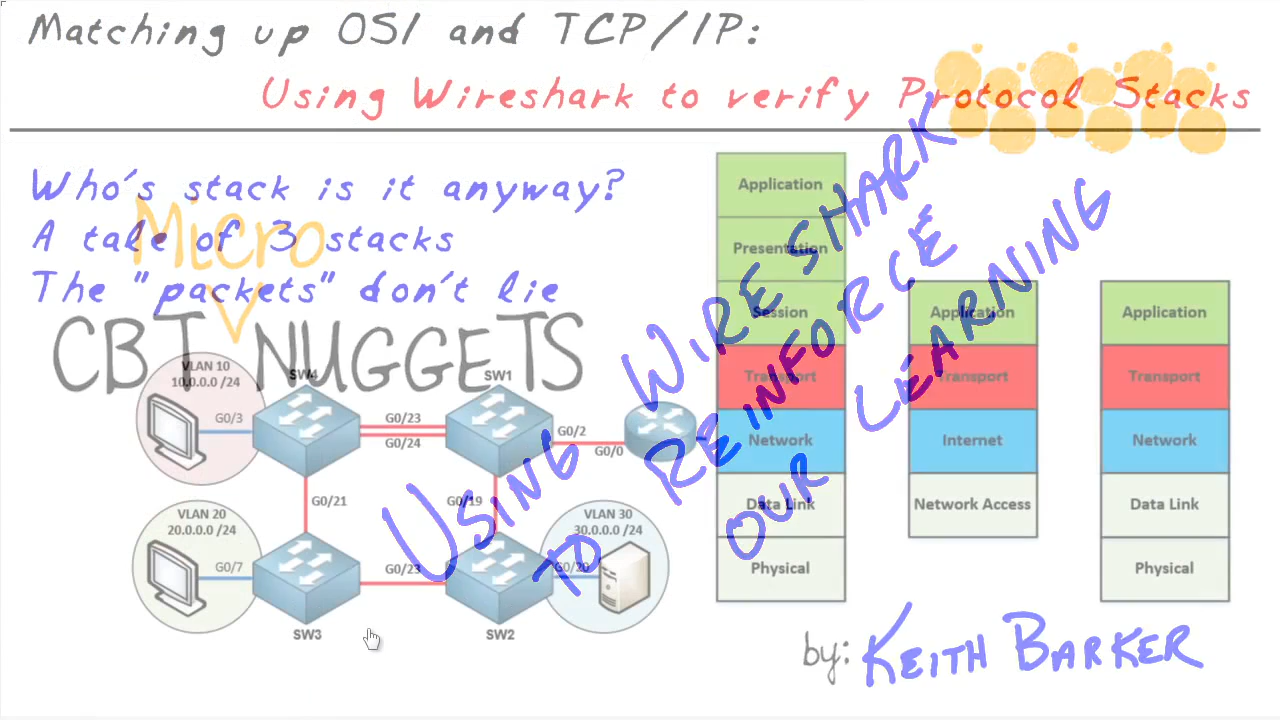 Matching up OSI and TCP/IP:
Using Wireshark to verify Protocol Stacks
Who's stack is it anyway?
A tale of 3 stacks
The "packets" don't lie
Micro
CBT NUGGETS
USING WIRESHARK
TO REINFORCE
OUR LEARNING
VLAN 10
10.0.0.0 /24
G0/3
SW4
G0/23
G0/24
SW1
G0/2
G0/0
G0/21
G0/19
VLAN 20
20.0.0.0 /24
G0/7
SW3
G0/23
SW2
VLAN 30
30.0.0.0 /24
G0/20
Application
Presentation
Session
Transport
Network
Data Link
Physical
Application
Transport
Internet
Network Access
Application
Transport
Network
Data Link
Physical
by: KEITH BARKER